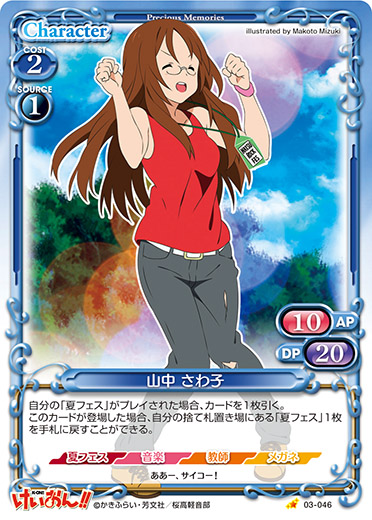 Precious Memories
Character
illustrated by Makoto Mizuki
COST
2
SOURCE
1
NATSU
ROCK
FES
10 AP
DP 20
山中 さわ子
自分の「夏フェス」がプレイされた場合、カードを1枚引く。
このカードが登場した場合、自分の捨て札置き場にある「夏フェス」1枚
を手札に戻すことができる。
夏フェス 音楽 教師 メガネ
ああー、サイコー!
けいおん!!
K-ON!
©かきふらい・芳文社/桜高軽音部
03-046